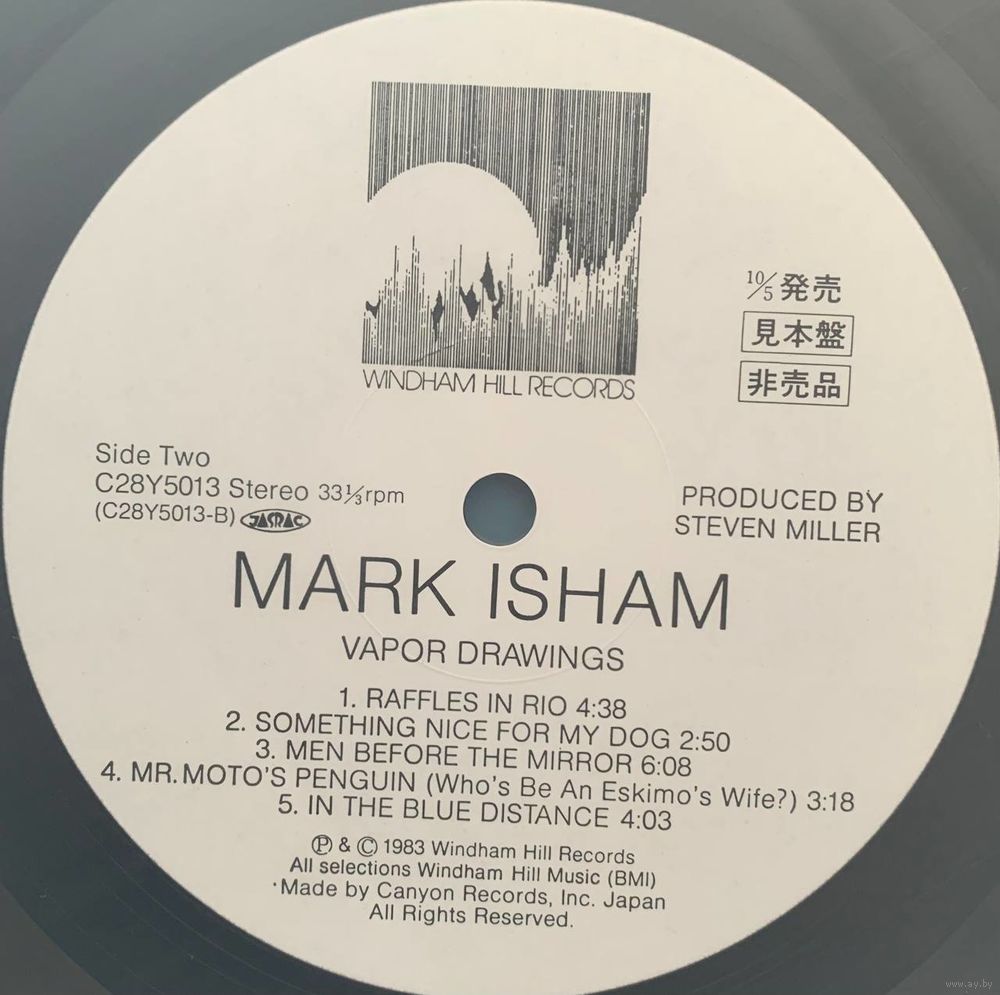 WINDHAM HILL RECORDS
10/5 発売
見本盤
非売品
Side Two
C28Y5013 Stereo 33⅓rpm
(C28Y5013-B) JASRAC
PRODUCED BY
STEVEN MILLER
MARK ISHAM
VAPOR DRAWINGS
1. RAFFLES IN RIO 4:38
2. SOMETHING NICE FOR MY DOG 2:50
3. MEN BEFORE THE MIRROR 6:08
4. MR. MOTO'S PENGUIN (Who's Be An Eskimo's Wife?) 3:18
5. IN THE BLUE DISTANCE 4:03
Ⓟ & © 1983 Windham Hill Records
All selections Windham Hill Music (BMI)
·Made by Canyon Records, Inc. Japan
All Rights Reserved.
www.ay.by